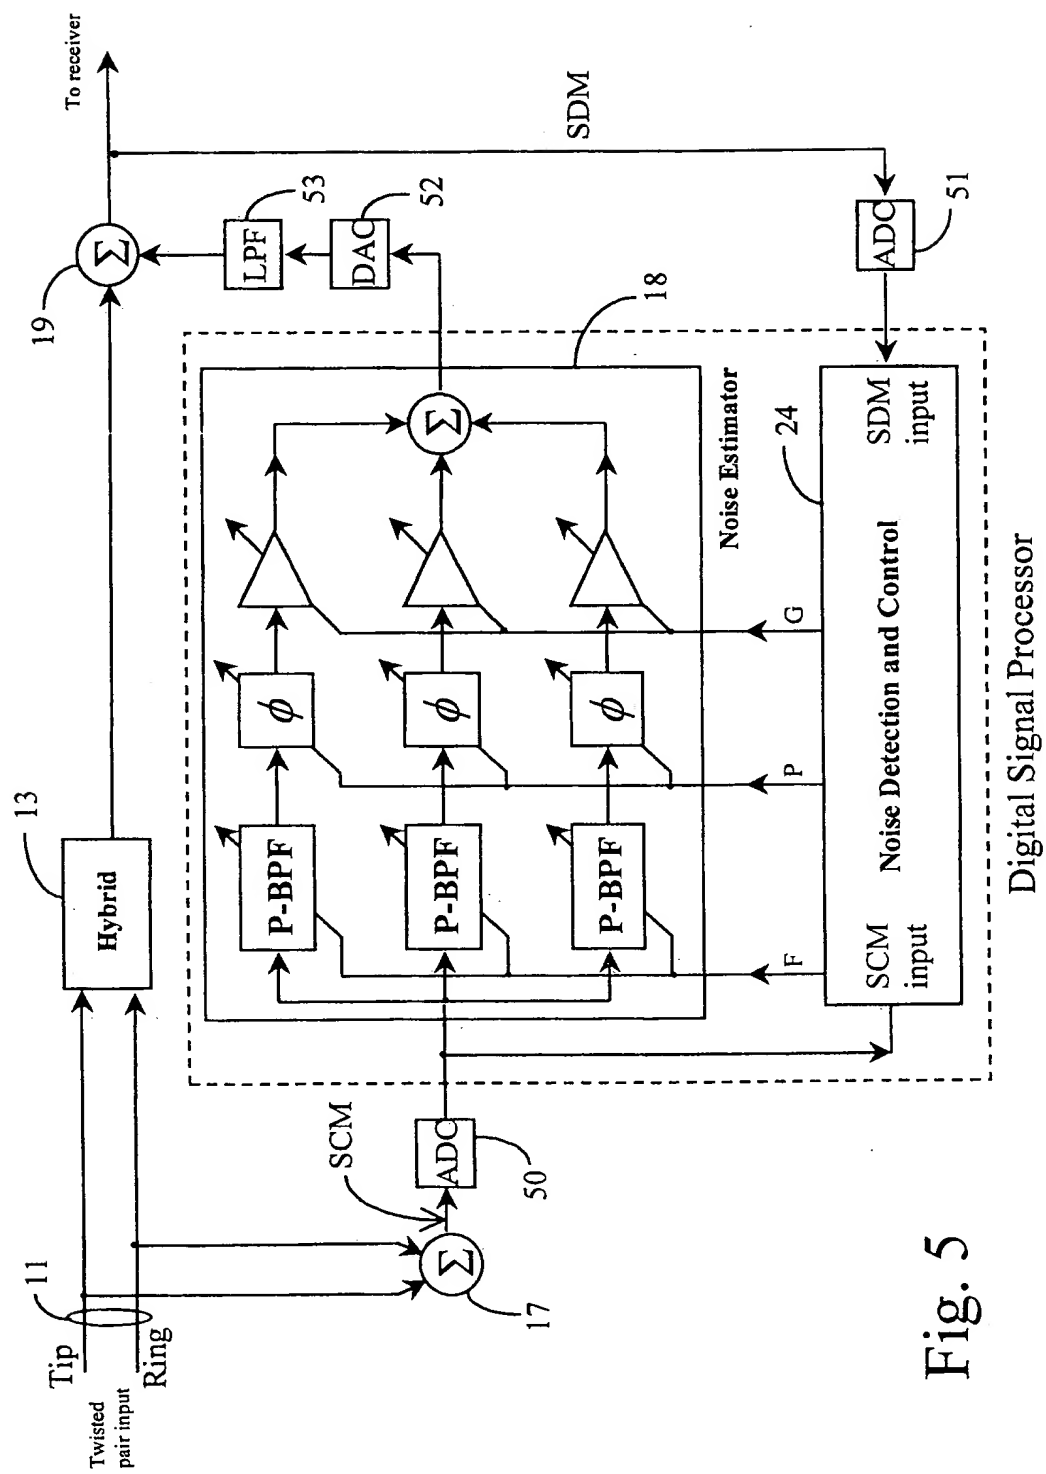 Twisted
pair input
Tip
Ring
11
13
Hybrid
19
Σ
To receiver
17
Σ
SCM
50
ADC
P-BPF
ϕ
P-BPF
ϕ
Σ
P-BPF
ϕ
LPF
53
DAC
52
18
Noise Estimator
SDM
ADC
51
F
P
G
24
SCM
input
Noise Detection and Control
SDM
input
Digital Signal Processor
Fig. 5